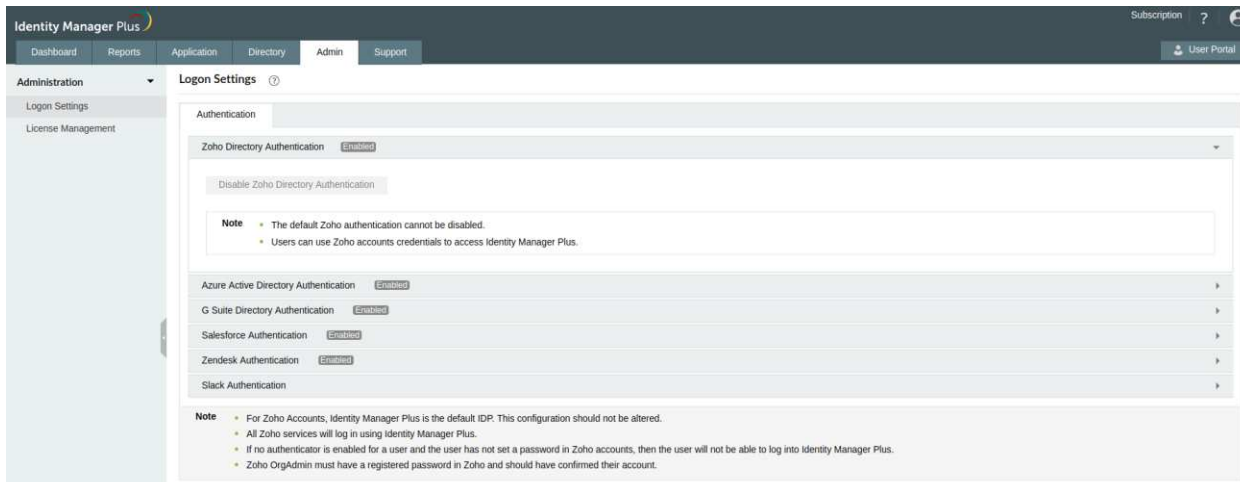 Identity Manager Plus
Subscription ?
Dashboard Reports Application Directory Admin Support User Portal
Administration
Logon Settings
License Management
Logon Settings ?
Authentication
Zoho Directory Authentication Enabled
Disable Zoho Directory Authentication
Note • The default Zoho authentication cannot be disabled.
• Users can use Zoho accounts credentials to access Identity Manager Plus.
Azure Active Directory Authentication Enabled
G Suite Directory Authentication Enabled
Salesforce Authentication Enabled
Zendesk Authentication Enabled
Slack Authentication
Note • For Zoho Accounts, Identity Manager Plus is the default IDP. This configuration should not be altered.
• All Zoho services will log in using Identity Manager Plus.
• If no authenticator is enabled for a user and the user has not set a password in Zoho accounts, then the user will not be able to log into Identity Manager Plus.
• Zoho OrgAdmin must have a registered password in Zoho and should have confirmed their account.